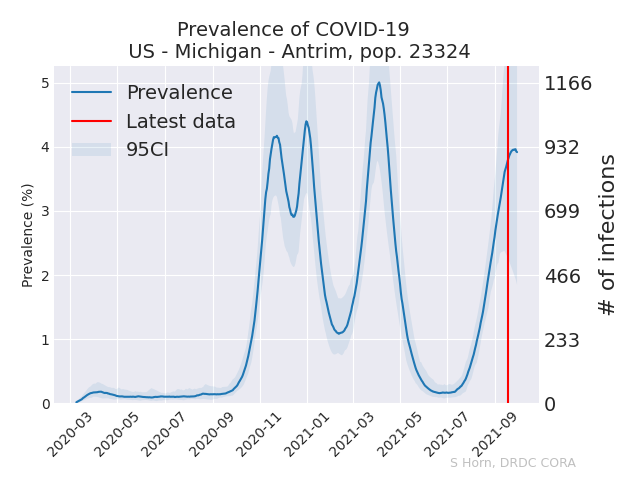 Prevalence of COVID-19
US - Michigan - Antrim, pop. 23324
Prevalence
Latest data
95CI
Prevalence (%)
5
4
3
2
1
0
1166
932
699
466
233
0
# of infections
2020-03
2020-05
2020-07
2020-09
2020-11
2021-01
2021-03
2021-05
2021-07
2021-09
S Horn, DRDC CORA